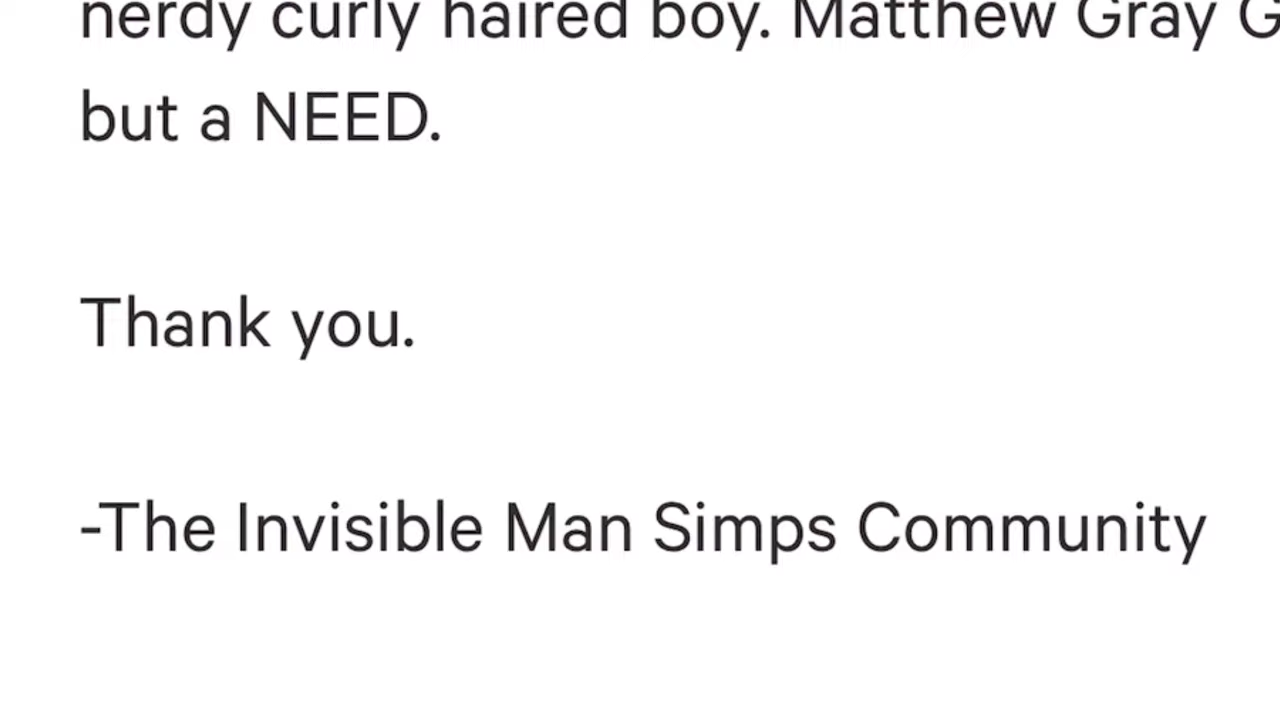 nerdy curly haired boy. Matthew Gray G
but a NEED.
Thank you.
-The Invisible Man Simps Community